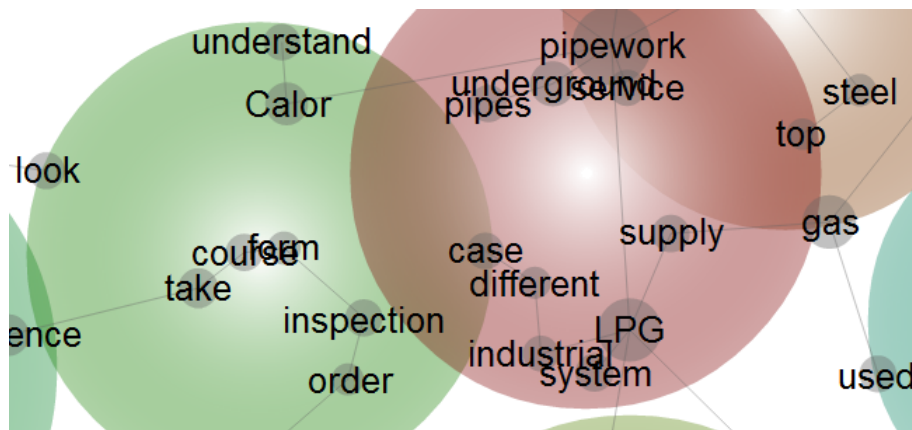 understand
pipework
underground
service
steel
Calor
pipes
top
look
gas
supply
course
form
case
take
different
inspection
LPG
ence
industrial
system
order
used